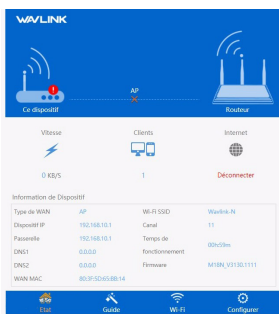 WAVLINK
AP
Ce dispositif
Routeur
Vitesse
Clients
Internet
0 KB/S
1
Déconnecter
Information de Dispositif
Type de WAN AP Wi-Fi SSID Wavlink-N
Dispositif IP 192.168.10.1 Canal 11
Passerelle 192.168.10.1 Temps de fonctionnement 00h59m
DNS1 0.0.0.0
DNS2 0.0.0.0 Firmware M18N_V3130.1111
WAN MAC 80:3F:5D:65:BB:14
Etat
Guide
Wi-Fi
Configurer